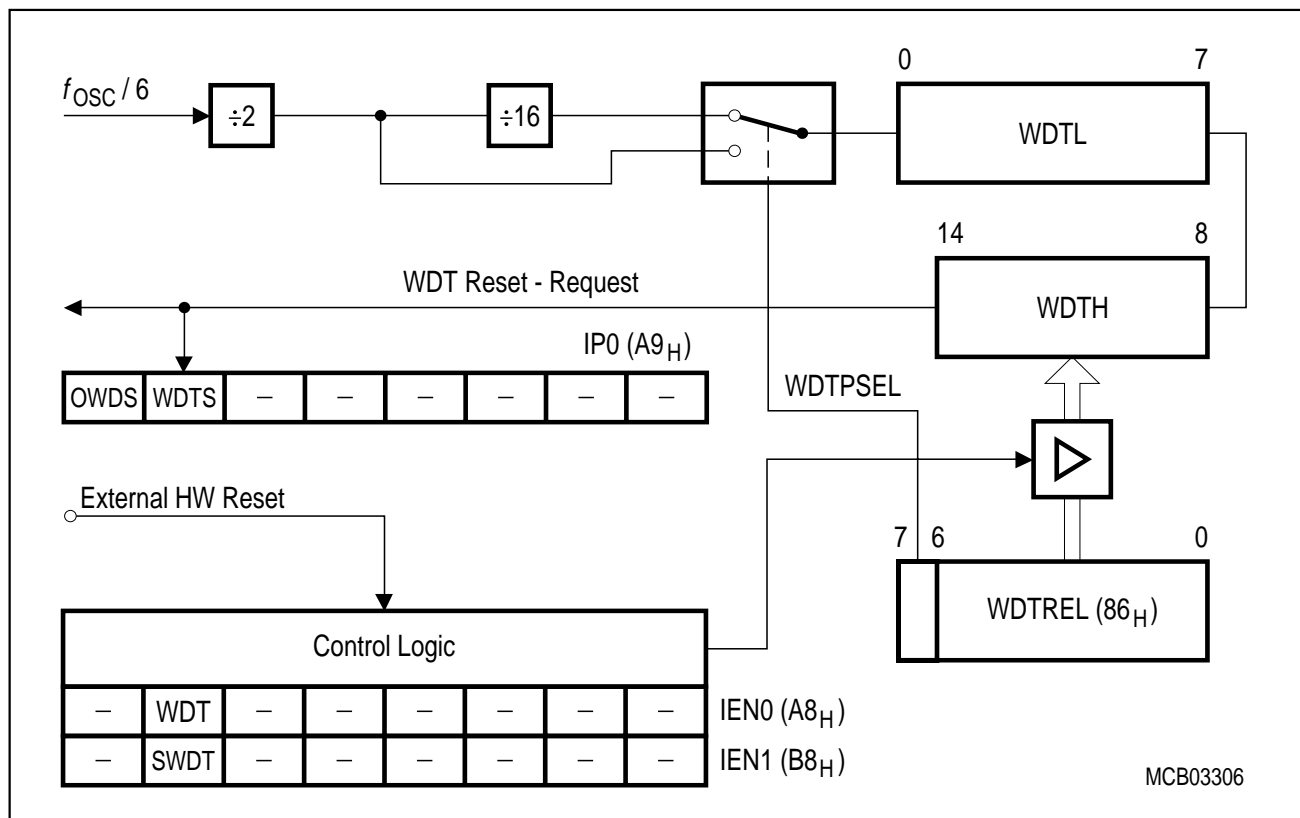 0 7
fOSC / 6
÷2
÷16
WDTL
14 8
WDT Reset - Request
WDTH
IP0 (A9H)
OWDS WDTS – – – – – –
WDTPSEL
External HW Reset
7 6 0
WDTREL (86H)
Control Logic
– WDT – – – – – – IEN0 (A8H)
– SWDT – – – – – – IEN1 (B8H)
MCB03306